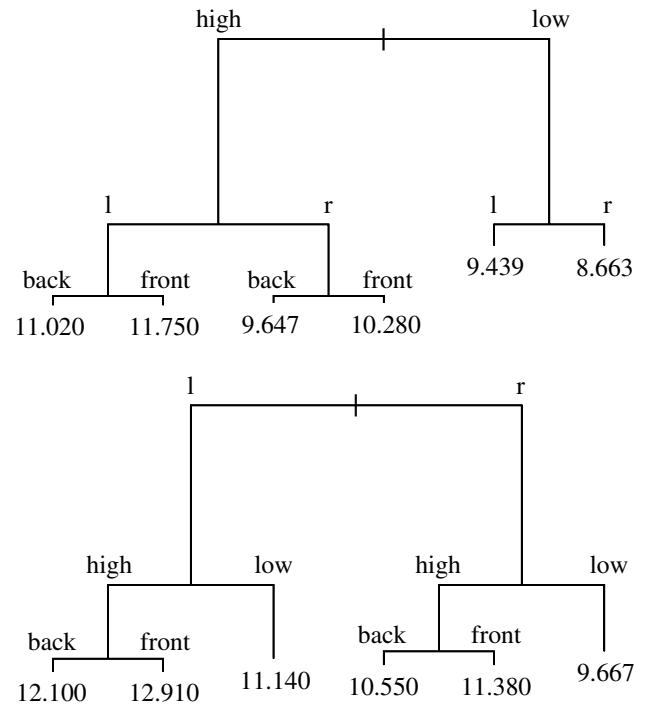 high low
l r l r
back front back front 9.439 8.663
11.020 11.750 9.647 10.280
l r
high low high low
back front back front
12.100 12.910 11.140 10.550 11.380 9.667